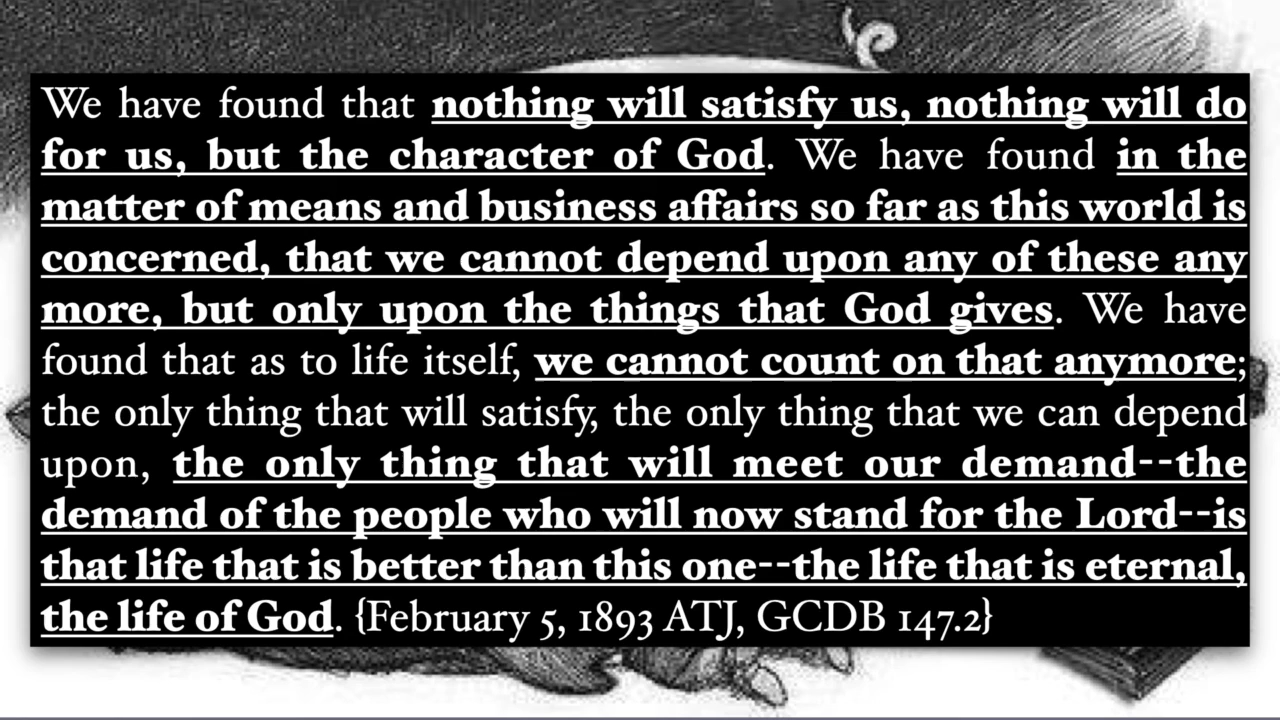 We have found that nothing will satisfy us, nothing will do
for us, but the character of God. We have found in the
matter of means and business affairs so far as this world is
concerned, that we cannot depend upon any of these any
more, but only upon the things that God gives. We have
found that as to life itself, we cannot count on that anymore;
the only thing that will satisfy, the only thing that we can depend
upon, the only thing that will meet our demand--the
demand of the people who will now stand for the Lord--is
that life that is better than this one--the life that is eternal,
the life of God. {February 5, 1893 ATJ, GCDB 147.2}